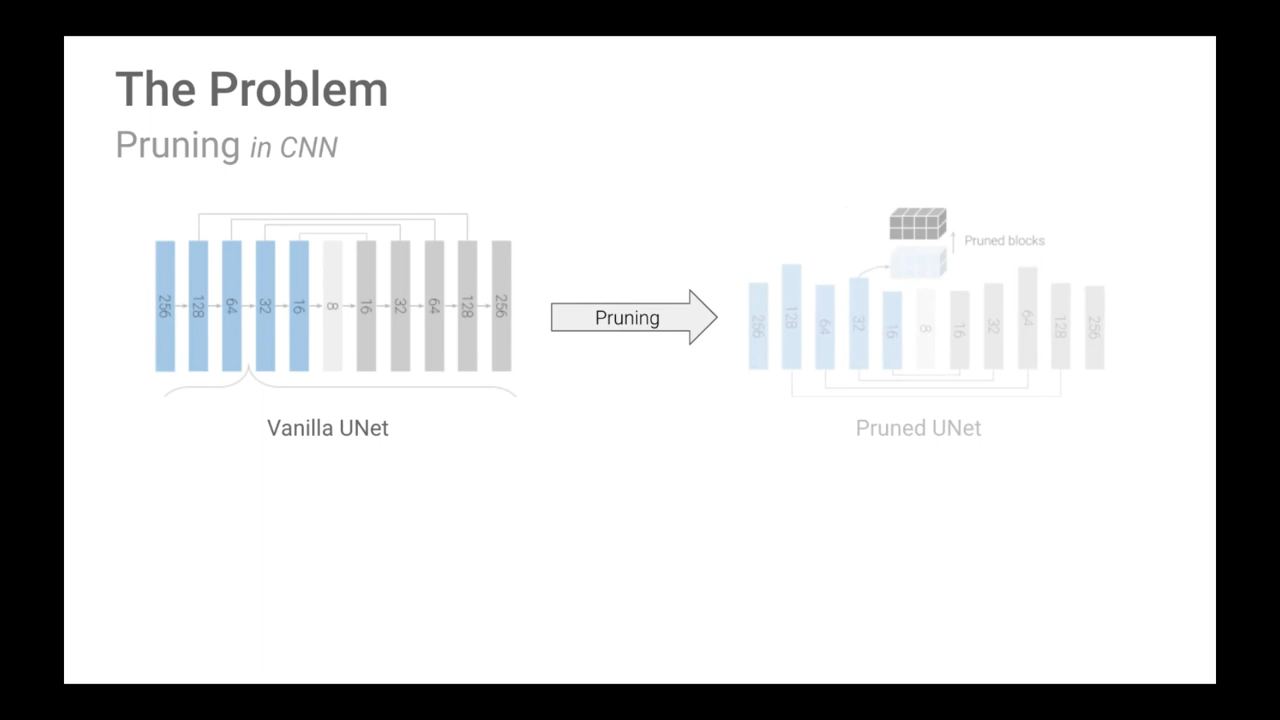 The Problem
Pruning in CNN
256 128 64 32 16 8 16 32 64 128 256
Vanilla UNet
Pruning
Pruned blocks
256 128 64 32 16 8 16 32 64 128 256
Pruned UNet